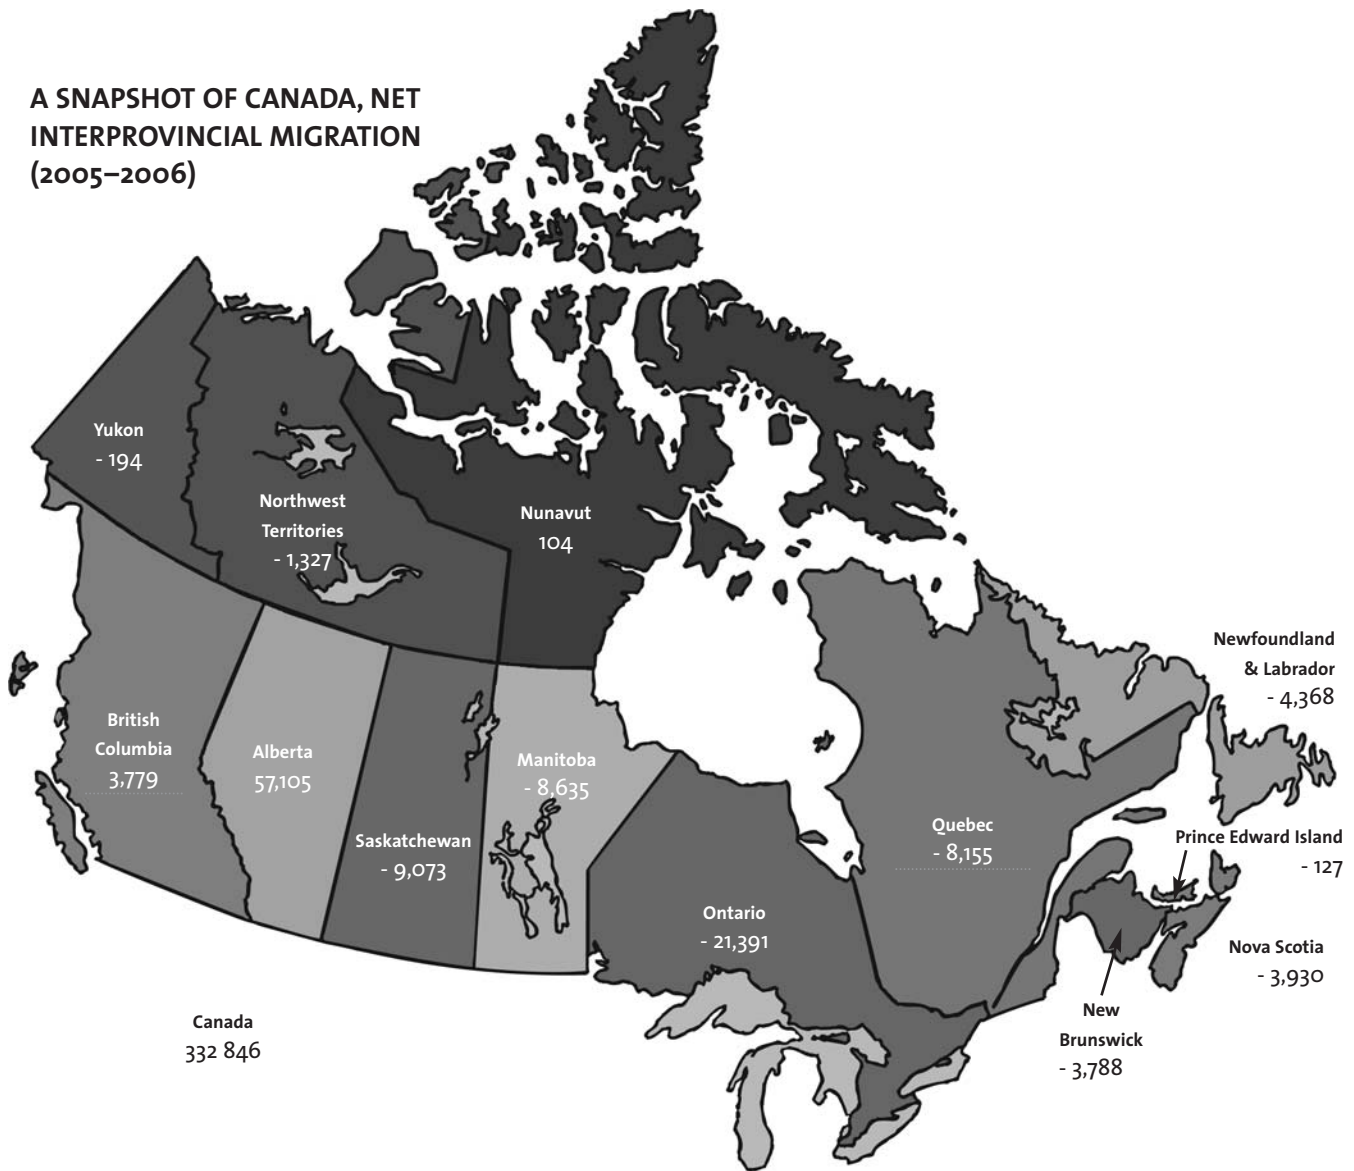 A SNAPSHOT OF CANADA, NET
INTERPROVINCIAL MIGRATION
(2005–2006)
Yukon
- 194
Northwest
Territories
- 1,327
Nunavut
104
British
Columbia
3,779
Alberta
57,105
Saskatchewan
- 9,073
Manitoba
- 8,635
Ontario
- 21,391
Quebec
- 8,155
Newfoundland
& Labrador
- 4,368
Prince Edward Island
- 127
Nova Scotia
- 3,930
New
Brunswick
- 3,788
Canada
332 846